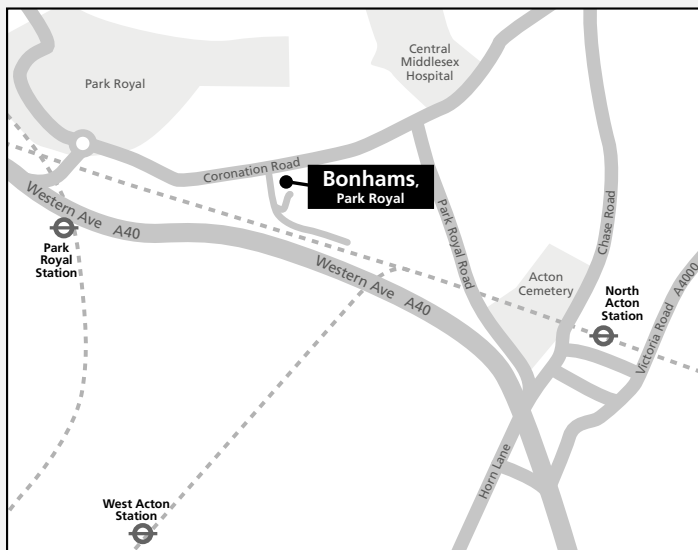 Central
Middlesex
Hospital
Park Royal
Coronation Road
Bonhams,
Park Royal
Western Ave A40
Park
Royal
Station
Park Royal Road
Chase Road
Acton
Cemetery
North
Acton
Station
Victoria Road A4000
Western Ave A40
Horn Lane
West Acton
Station